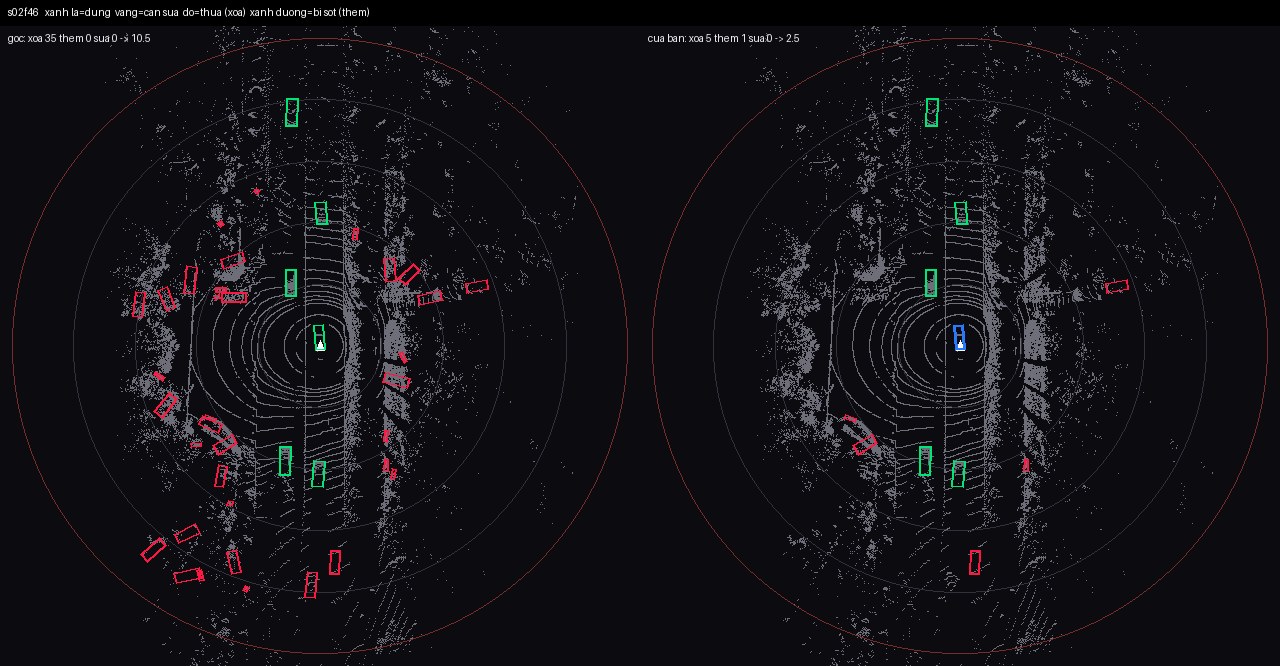 s02f46 xanh la=dung vang=can sua do=thua (xoa) xanh duong=bi sot (them)
goc: xoa 35 them 0 sua 0 -> 10.5
cua ban: xoa 5 them 1 sua 0 -> 2.5